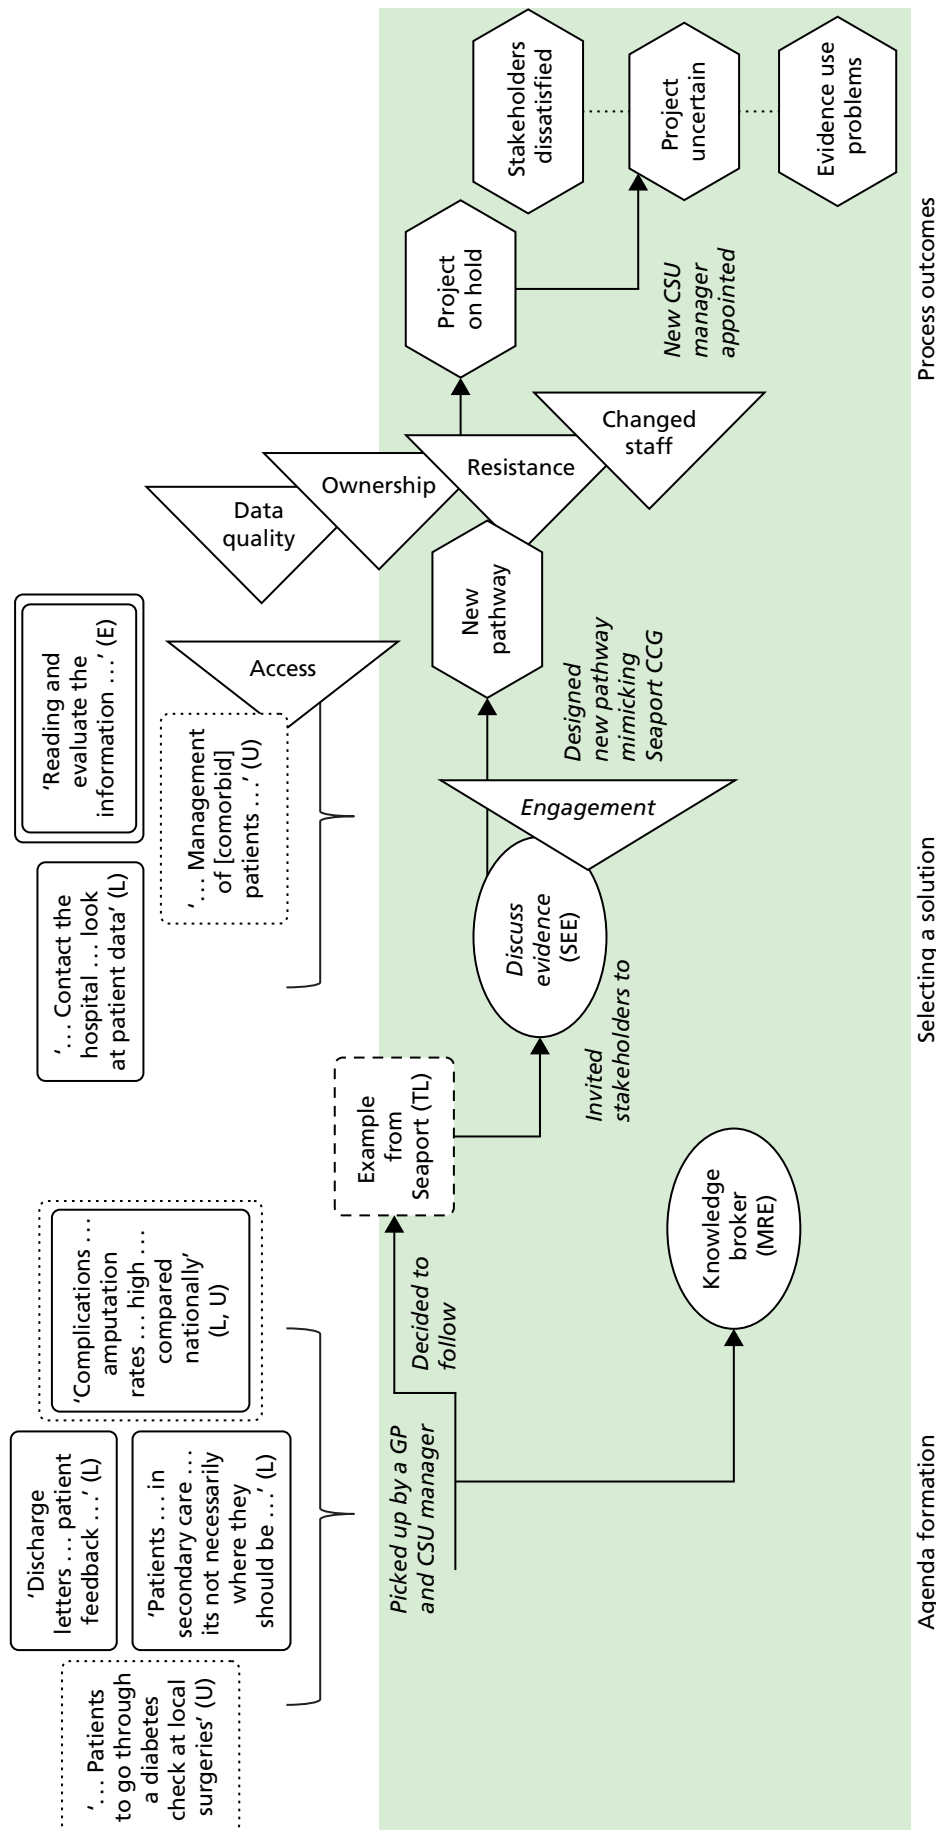 '... Patients
to go through
a diabetes
check at local
surgeries' (U)
'Discharge
letters ... patient
feedback ...' (L)
'Patients ... in
secondary care ...
its not necessarily
where they
should be ...' (L)
'Complications ...
amputation
rates ... high ...
compared
nationally'
(L, U)
Picked up by a GP
and CSU manager
Decided to
follow
Knowledge
broker
(MRE)
Example
from
Seaport (TL)
Invited
stakeholders to
'... Contact the
hospital ... look
at patient data' (L)
'Reading and
evaluate the
information ...' (E)
'... Management
of [comorbid]
patients ...' (U)
Access
Discuss
evidence
(SEE)
Engagement
Designed
new pathway
mimicking
Seaport CCG
New
pathway
Data
quality
Ownership
Resistance
Changed
staff
Project
on hold
New CSU
manager
appointed
Stakeholders
dissatisfied
Project
uncertain
Evidence use
problems
Agenda formation
Selecting a solution
Process outcomes